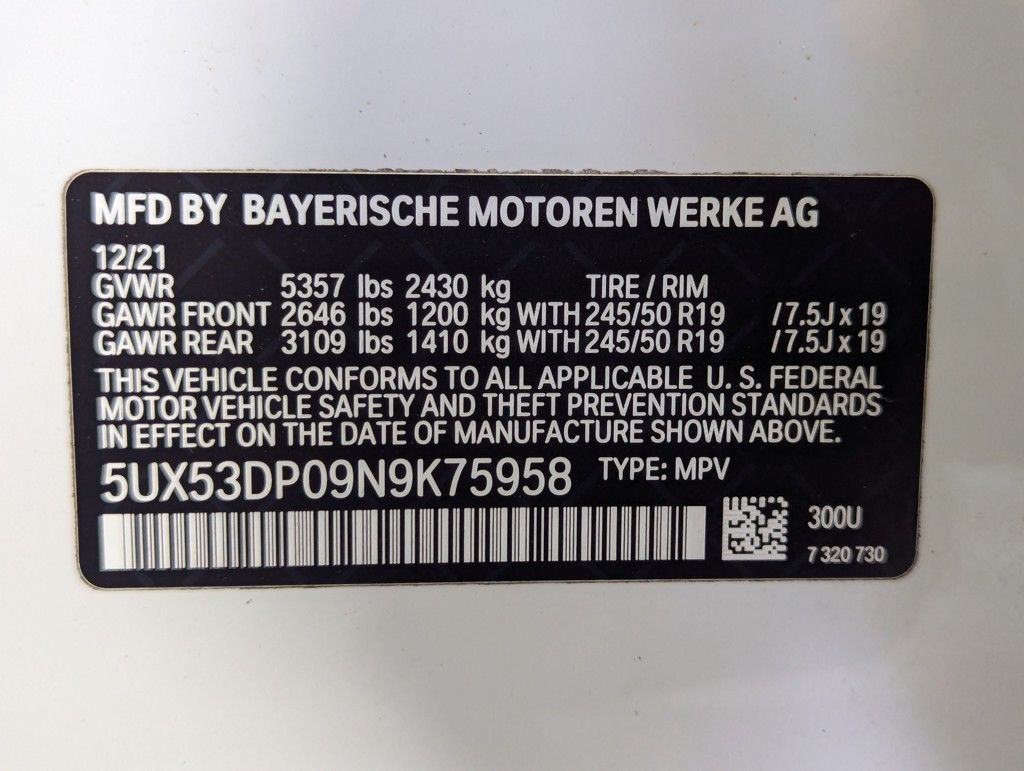 MFD BY BAYERISCHE MOTOREN WERKE AG
12/21
GVWR 5357 lbs 2430 kg TIRE / RIM
GAWR FRONT 2646 lbs 1200 kg WITH 245/50 R19 /7.5J x 19
GAWR REAR 3109 lbs 1410 kg WITH 245/50 R19 /7.5J x 19
THIS VEHICLE CONFORMS TO ALL APPLICABLE U. S. FEDERAL
MOTOR VEHICLE SAFETY AND THEFT PREVENTION STANDARDS
IN EFFECT ON THE DATE OF MANUFACTURE SHOWN ABOVE.
5UX53DP09N9K75958 TYPE: MPV
300U
7 320 730